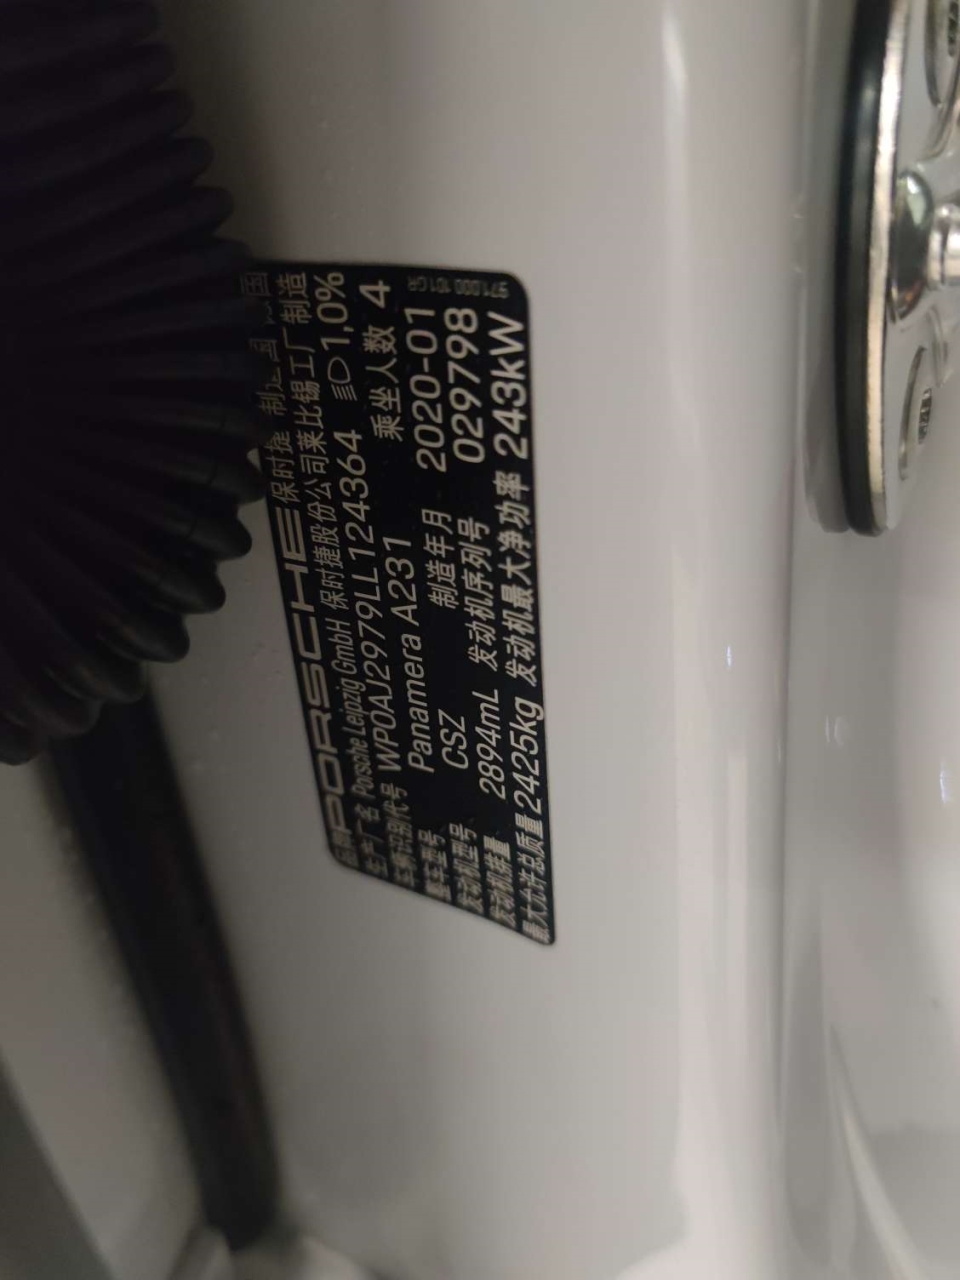 品牌 PORSCHE 保时捷 制造国 德国
生产厂名 Porsche Leipzig GmbH 保时捷股份公司莱比锡工厂制造
车辆识别代号 WP0AJ2979LL124364 1,0%
整车型号 Panamera A231 乘坐人数 4
发动机型号 CSZ 制造年月 2020-01
发动机排量 2894mL 发动机序列号 029798
最大允许总质量 2425kg 发动机最大净功率 243kW
971.000.101.CR